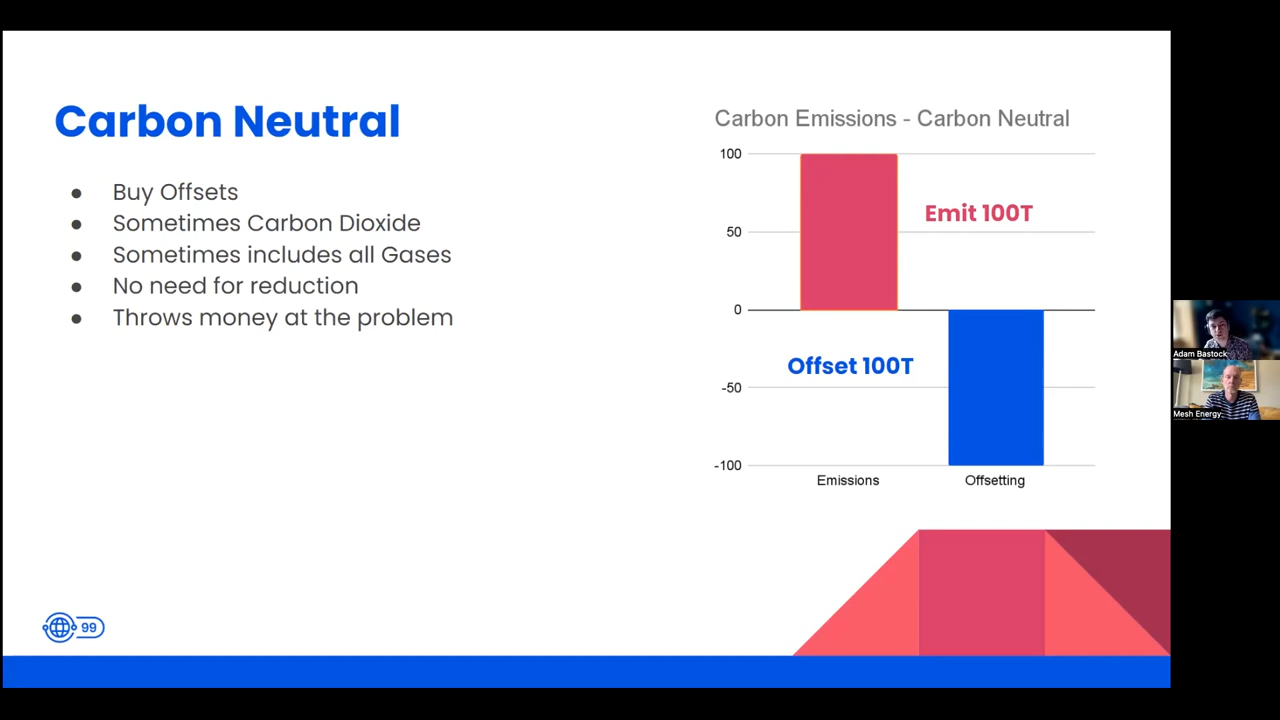 Carbon Neutral
● Buy Offsets
● Sometimes Carbon Dioxide
● Sometimes includes all Gases
● No need for reduction
● Throws money at the problem
Carbon Emissions - Carbon Neutral
100
Emit 100T
50
0
Offset 100T
-50
-100
Emissions
Offsetting
Adam Bastock
Mesh Energy
99